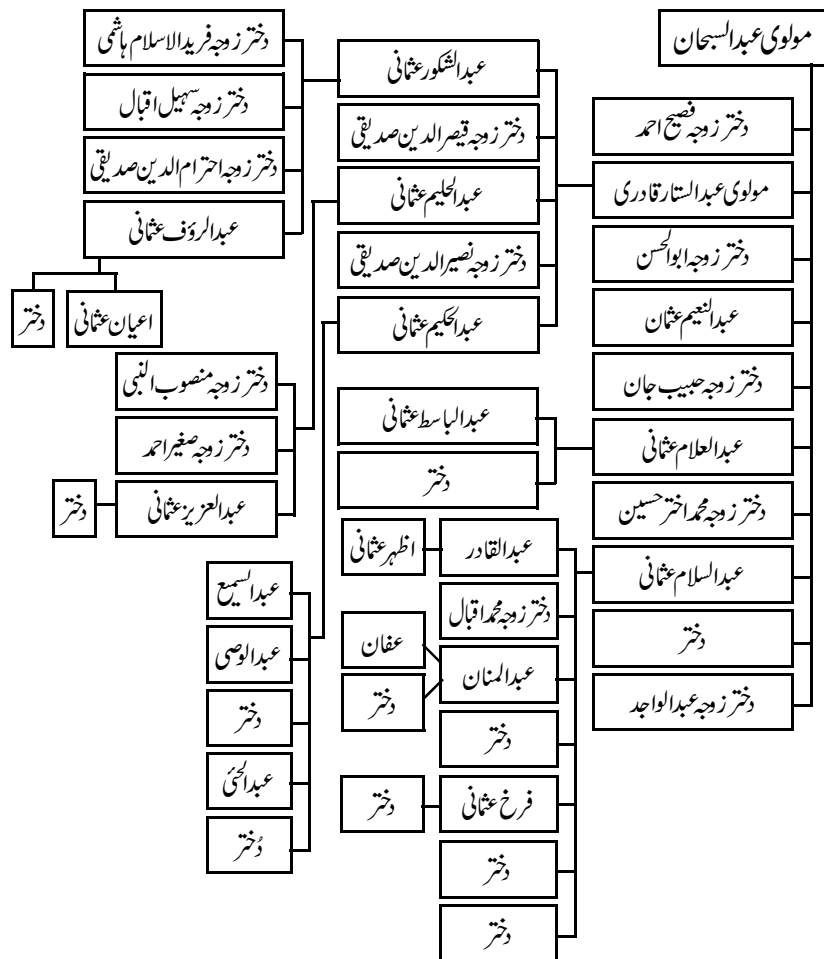 مولوی عبدالسبحان
دختر زوجہ فصیح احمد
مولوی عبدالستار قادری
دختر زوجہ ابوالحسن
عبدالنعیم عثمان
دختر زوجہ حبیب جان
عبدالعلام عثمانی
دختر زوجہ محمد اختر حسین
عبدالسلام عثمانی
دختر
دختر زوجہ عبدالواجد
عبدالشکور عثمانی
دختر زوجہ قیصر الدین صدیقی
عبدالحلیم عثمانی
دختر زوجہ نصیر الدین صدیقی
عبدالحکیم عثمانی
عبدالباسط عثمانی
دختر
عبدالقادر
دختر زوجہ محمد اقبال
عبدالمنان
دختر
فرخ عثمانی
دختر
دختر
اظہر عثمانی
عفان
دختر
دختر
دختر زوجہ فرید الاسلام ہاشمی
دختر زوجہ سہیل اقبال
دختر زوجہ احترام الدین صدیقی
عبدالرؤف عثمانی
اعیان عثمانی
دختر
دختر زوجہ منصوب النبی
دختر زوجہ صغیر احمد
عبدالعزیز عثمانی
دختر
عبدالسمیع
عبدالوصی
دختر
عبدالحئی
دُختر